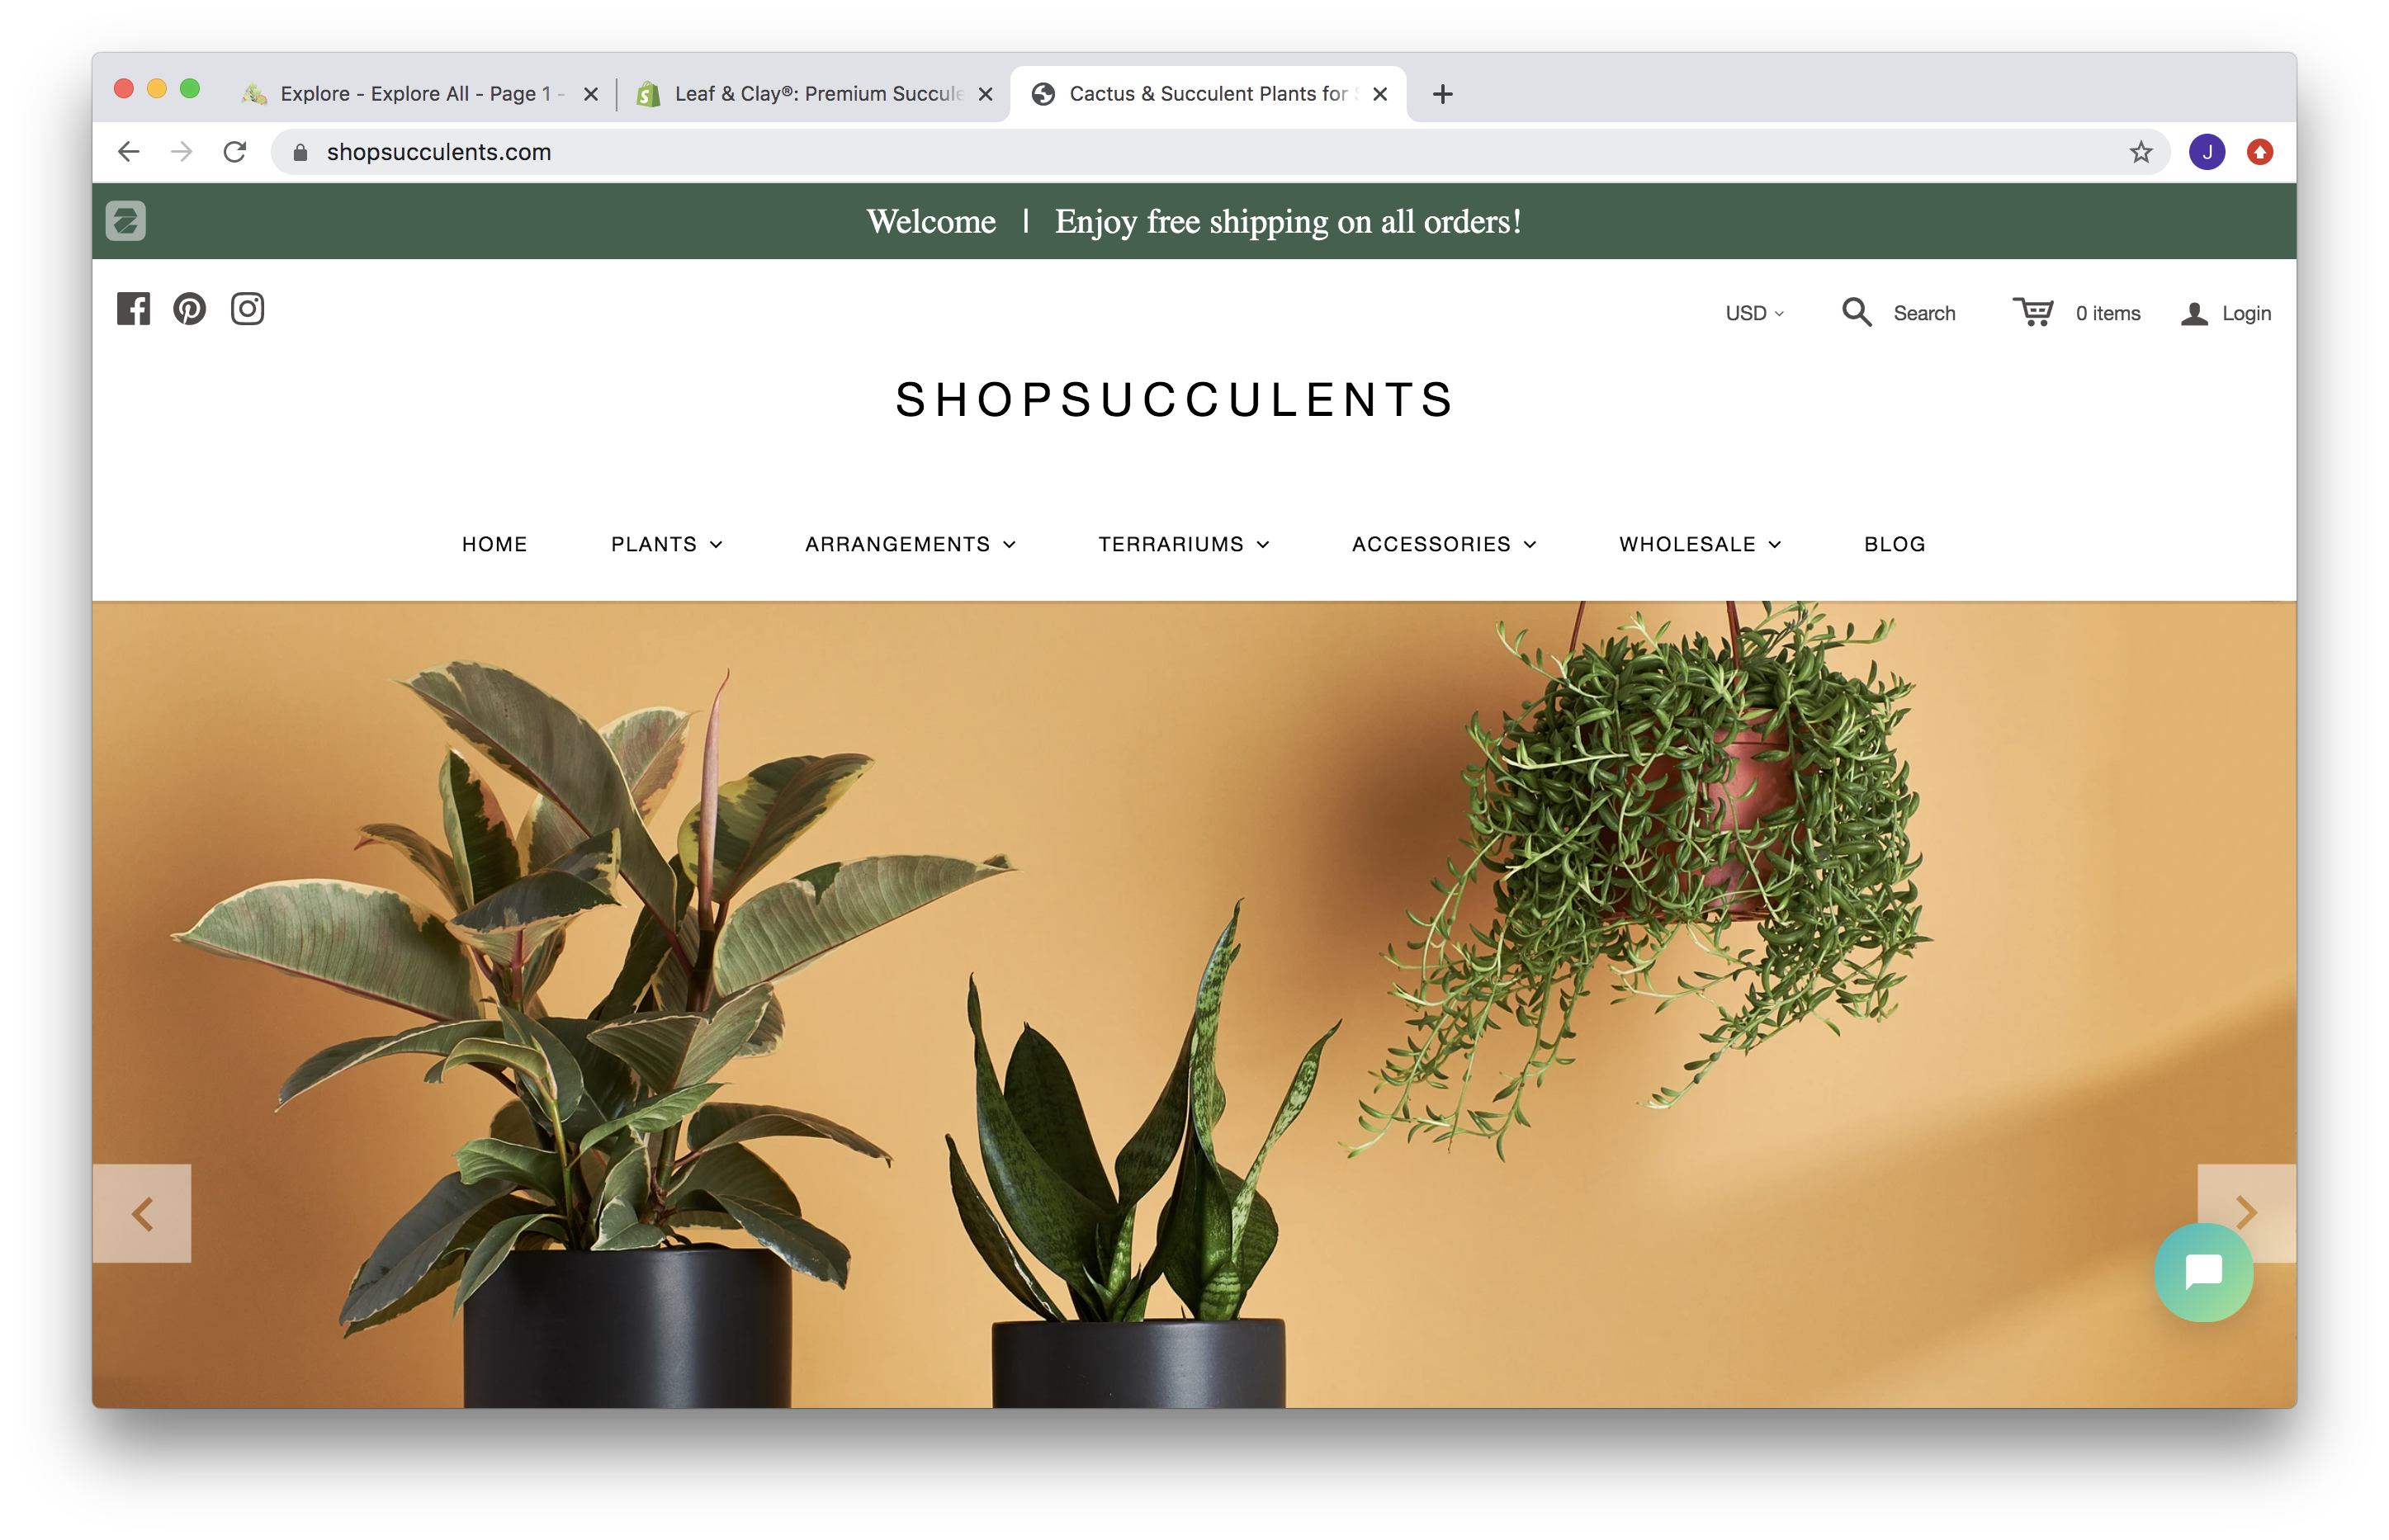 Explore - Explore All - Page 1 -
Leaf & Clay®: Premium Succule
Cactus & Succulent Plants for S
shopsucculents.com
J
Welcome | Enjoy free shipping on all orders!
USD Search 0 items Login
SHOPSUCCULENTS
HOME PLANTS ARRANGEMENTS TERRARIUMS ACCESSORIES WHOLESALE BLOG